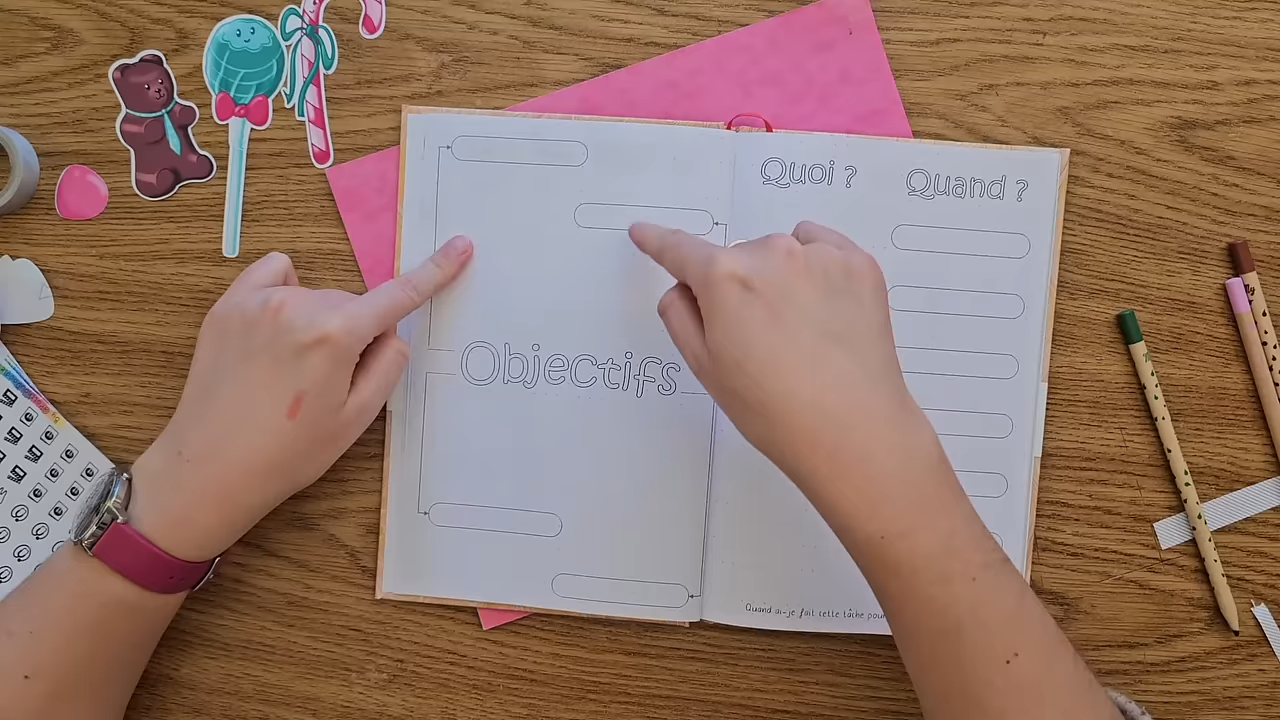 Objectifs
Quoi ?
Quand ?
Quand ai-je fait cette tâche pour